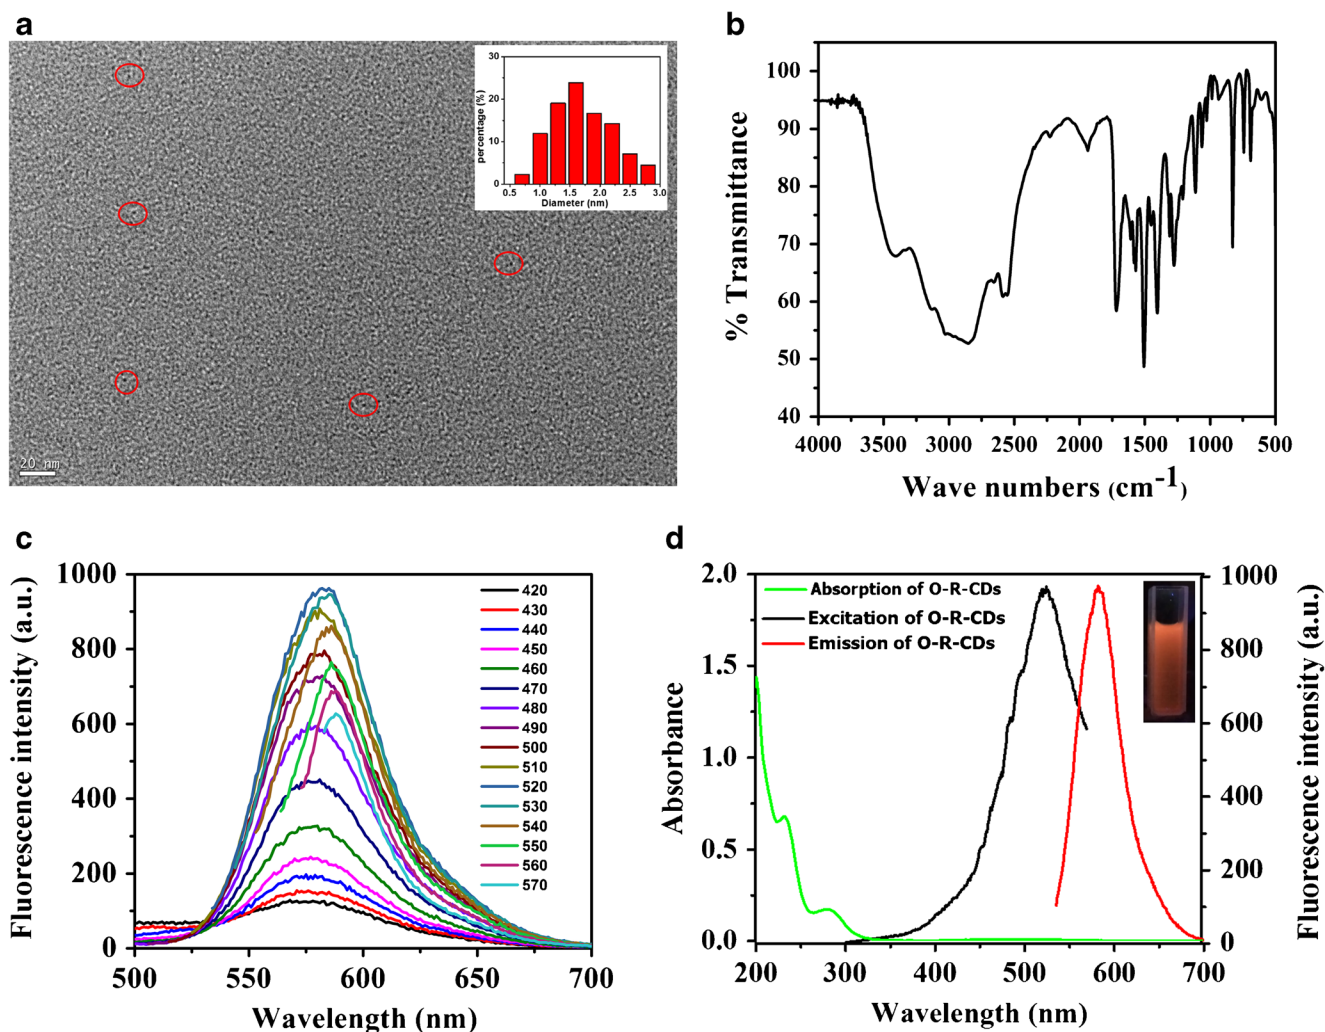 a
30
20
10
0
percentage (%)
0.5 1.0 1.5 2.0 2.5 3.0
Diameter (nm)
20 nm
b
100
90
80
70
60
50
40
% Transmittance
4000 3500 3000 2500 2000 1500 1000 500
Wave numbers (cm-1)
c
1000
800
600
400
200
0
Fluorescence intensity (a.u.)
420
430
440
450
460
470
480
490
500
510
520
530
540
550
560
570
500 550 600 650 700
Wavelength (nm)
d
2.0
1.5
1.0
0.5
0.0
Absorbance
Absorption of O-R-CDs
Excitation of O-R-CDs
Emission of O-R-CDs
1000
800
600
400
200
0
Fluorescence intensity (a.u.)
200 300 400 500 600 700
Wavelength (nm)